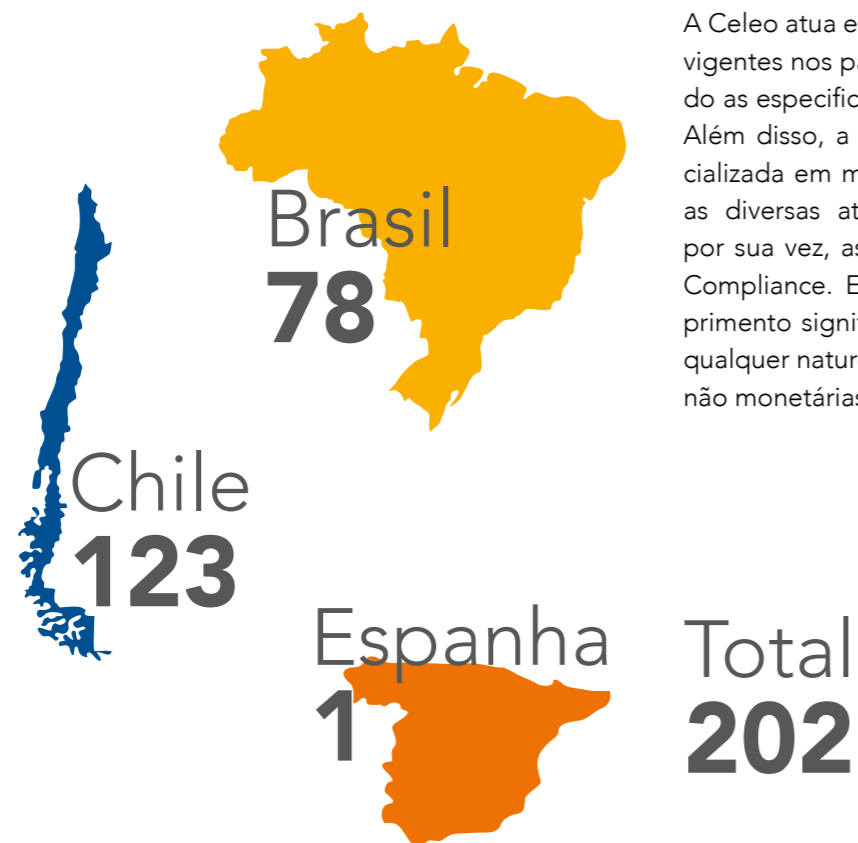 A Celeo atua e
vigentes nos pa
do as especific
Além disso, a
cializada em m
as diversas at
por sua vez, as
Compliance. E
primento signi
qualquer natur
não monetárias
Brasil
78
Chile
123
Espanha
1
Total
202